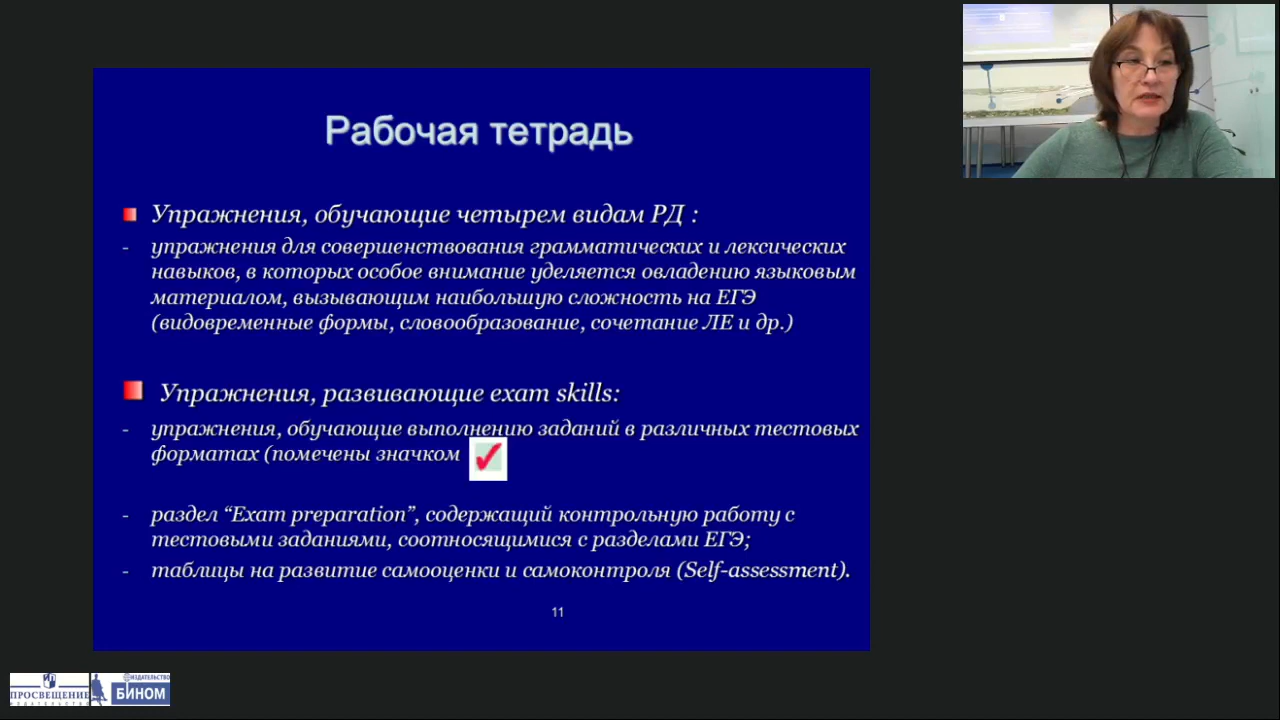 Рабочая тетрадь
Упражнения, обучающие четырем видам РД :
- упражнения для совершенствования грамматических и лексических
навыков, в которых особое внимание уделяется овладению языковым
материалом, вызывающим наибольшую сложность на ЕГЭ
(видовременные формы, словообразование, сочетание ЛЕ и др.)
Упражнения, развивающие exam skills:
- упражнения, обучающие выполнению заданий в различных тестовых
форматах (помечены значком
- раздел “Exam preparation”, содержащий контрольную работу с
тестовыми заданиями, соотносящимися с разделами ЕГЭ;
- таблицы на развитие самооценки и самоконтроля (Self-assessment).
11
ПРОСВЕЩЕНИЕ
ИЗДАТЕЛЬСТВО
ИЗДАТЕЛЬСТВО
БИНОМ